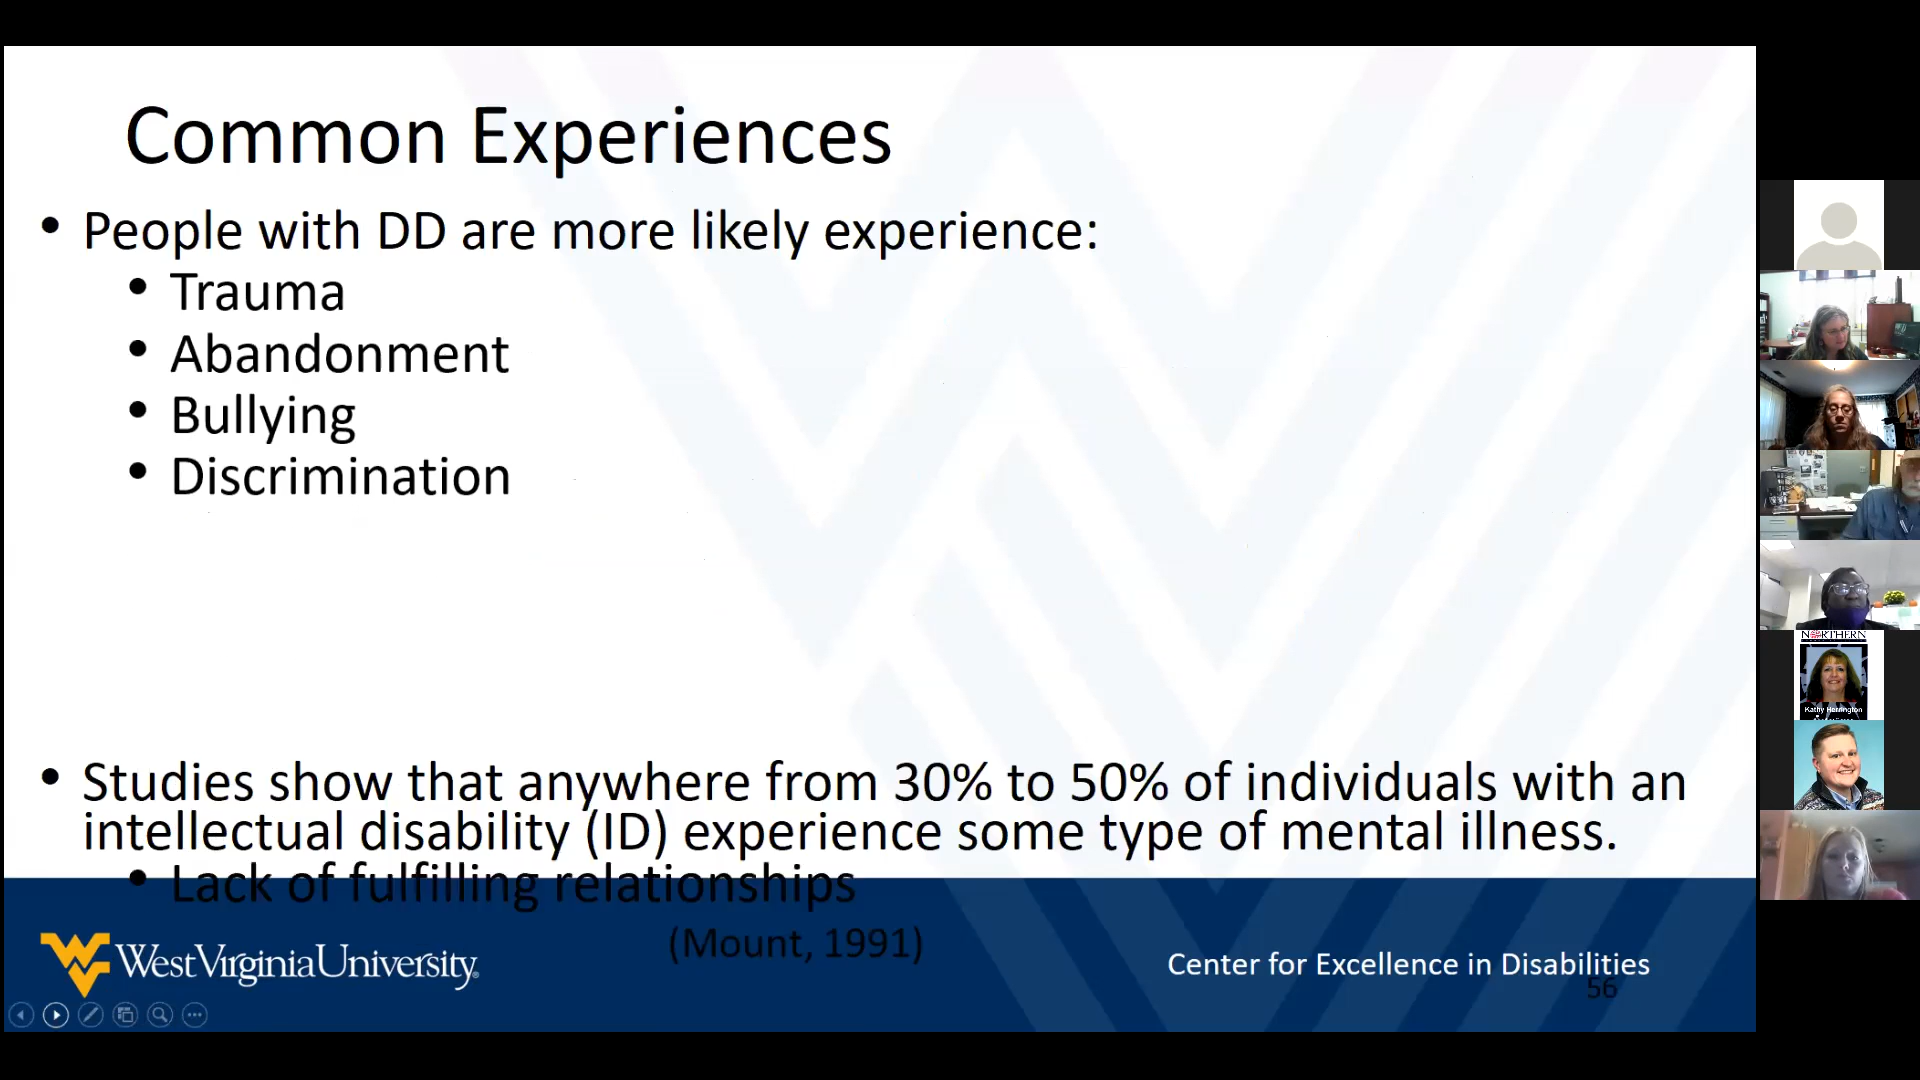 Common Experiences
• People with DD are more likely experience:
• Trauma
• Abandonment
• Bullying
• Discrimination
• Studies show that anywhere from 30% to 50% of individuals with an
intellectual disability (ID) experience some type of mental illness.
• Lack of fulfilling relationships
(Mount, 1991)
WestVirginiaUniversity®
Center for Excellence in Disabilities
56
NORTHERN
Kathy Herrington